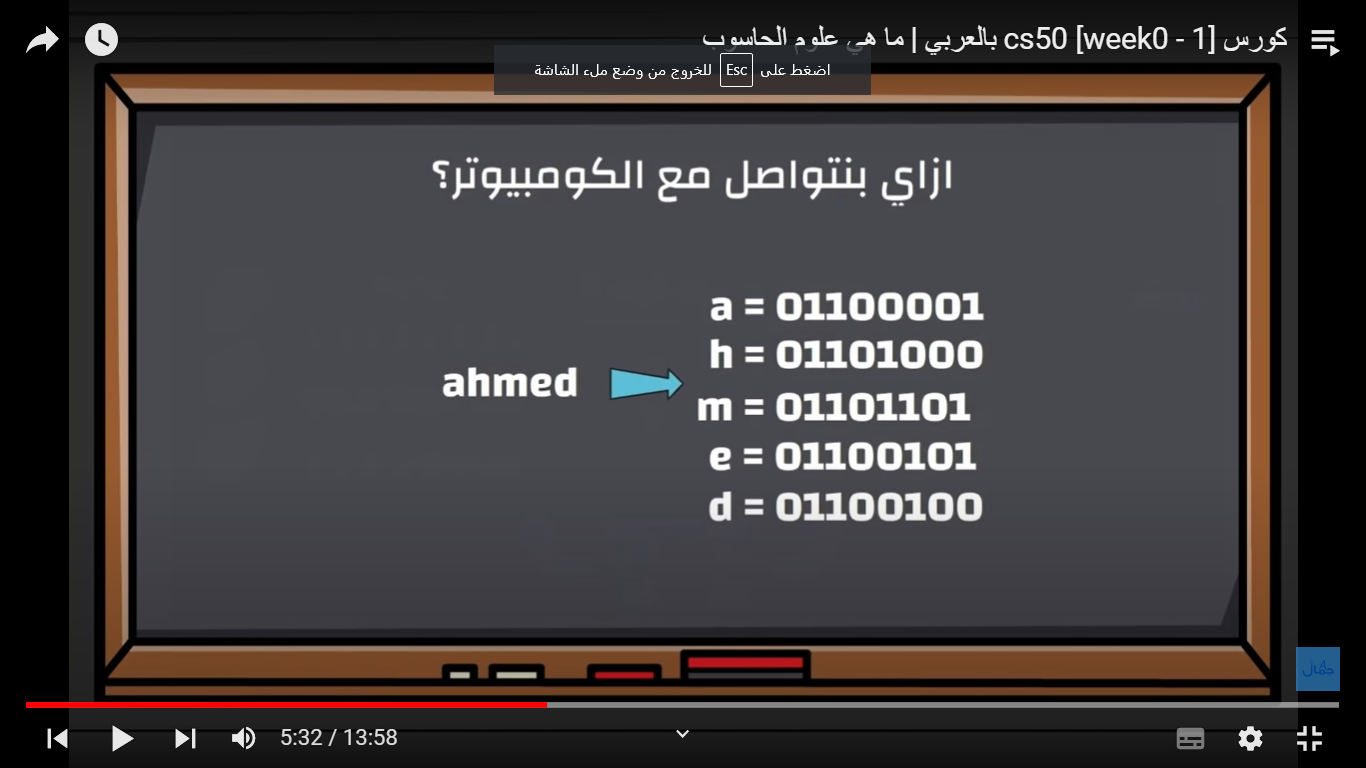 كورس cs50 [week0 - 1] بالعربي | ما هي علوم الحاسوب
اضغط على Esc للخروج من وضع ملء الشاشة
ازاي بنتواصل مع الكومبيوتر؟
a = 01100001
h = 01101000
ahmed
m = 01101101
e = 01100101
d = 01100100
جمال
5:32 / 13:58